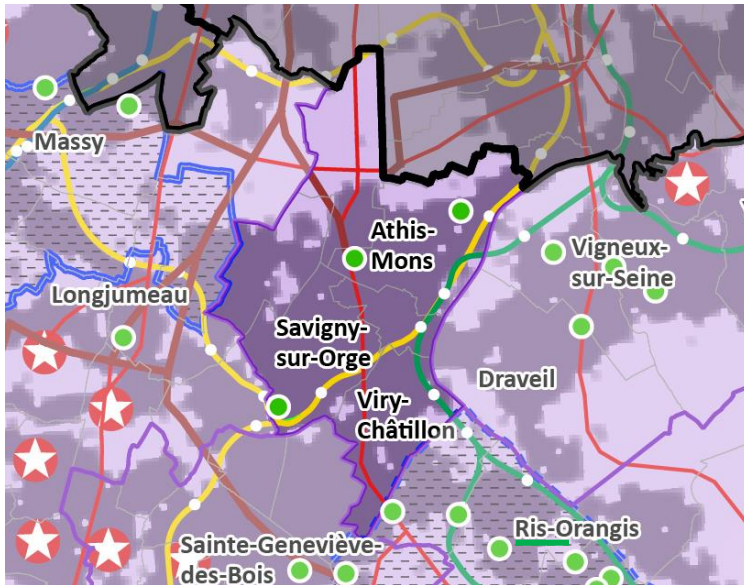 Massy
Athis-
Mons
Vigneux-
sur-Seine
Longjumeau
Savigny-
sur-Orge
Draveil
Viry-
Châtillon
Ris-Orangis
Sainte-Geneviève-
des-Bois